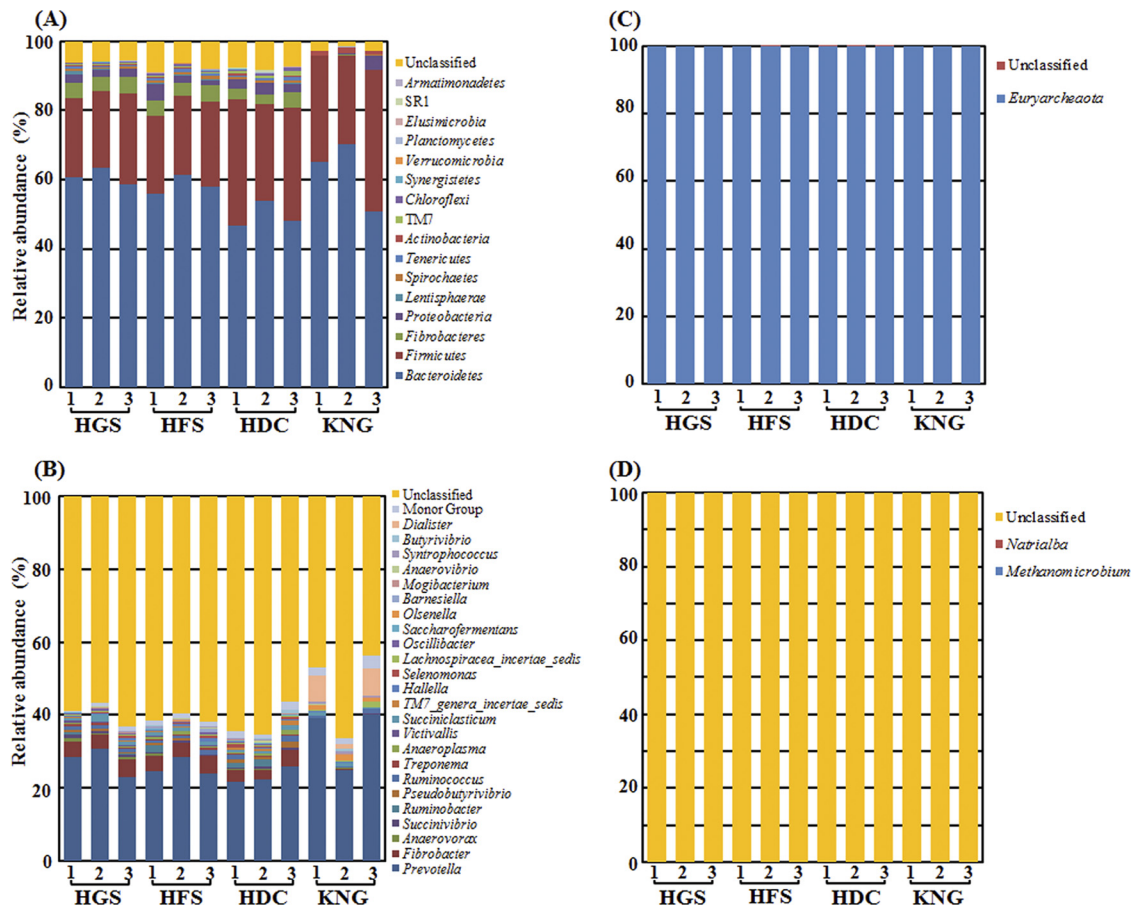 (A)
Relative abundance (%)
100
80
60
40
20
0
1 2 3 1 2 3 1 2 3 1 2 3
HGS HFS HDC KNG
Unclassified
Armatimonadetes
SR1
Elusimicrobia
Planctomycetes
Verrucomicrobia
Synergistetes
Chloroflexi
TM7
Actinobacteria
Tenericutes
Spirochaetes
Lentisphaerae
Proteobacteria
Fibrobacteres
Firmicutes
Bacteroidetes
(C)
100
80
60
40
20
0
1 2 3 1 2 3 1 2 3 1 2 3
HGS HFS HDC KNG
Unclassified
Euryarcheaota
(B)
Relative abundance (%)
100
80
60
40
20
0
1 2 3 1 2 3 1 2 3 1 2 3
HGS HFS HDC KNG
Unclassified
Monor Group
Dialister
Butyrivibrio
Syntrophococcus
Anaerovibrio
Mogibacterium
Barnesiella
Olsenella
Saccharofermentans
Oscillibacter
Lachnospiracea_incertae_sedis
Selenomonas
Hallella
TM7_genera_incertae_sedis
Succiniclasticum
Victivallis
Anaeroplasma
Treponema
Ruminococcus
Pseudobutyrivibrio
Ruminobacter
Succinivibrio
Anaerovorax
Fibrobacter
Prevotella
(D)
100
80
60
40
20
0
1 2 3 1 2 3 1 2 3 1 2 3
HGS HFS HDC KNG
Unclassified
Natrialba
Methanomicrobium